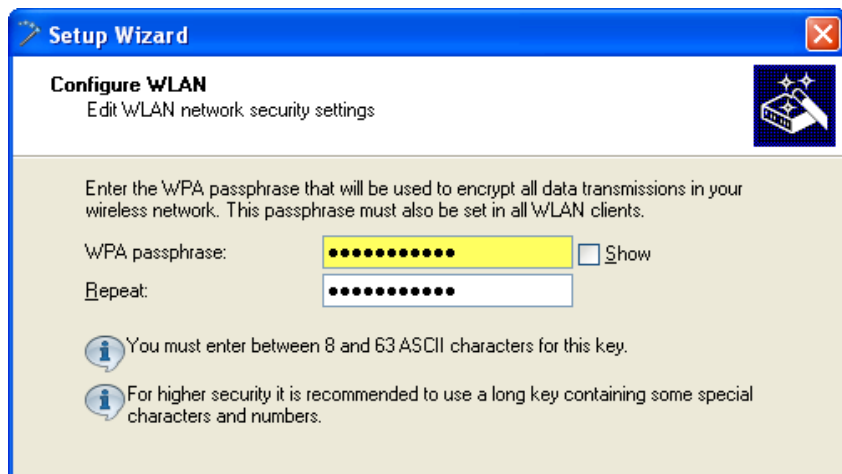 Setup Wizard
Configure WLAN
Edit WLAN network security settings
Enter the WPA passphrase that will be used to encrypt all data transmissions in your
wireless network. This passphrase must also be set in all WLAN clients.
WPA passphrase: ●●●●●●●●●●● Show
Repeat: ●●●●●●●●●●●
You must enter between 8 and 63 ASCII characters for this key.
For higher security it is recommended to use a long key containing some special
characters and numbers.